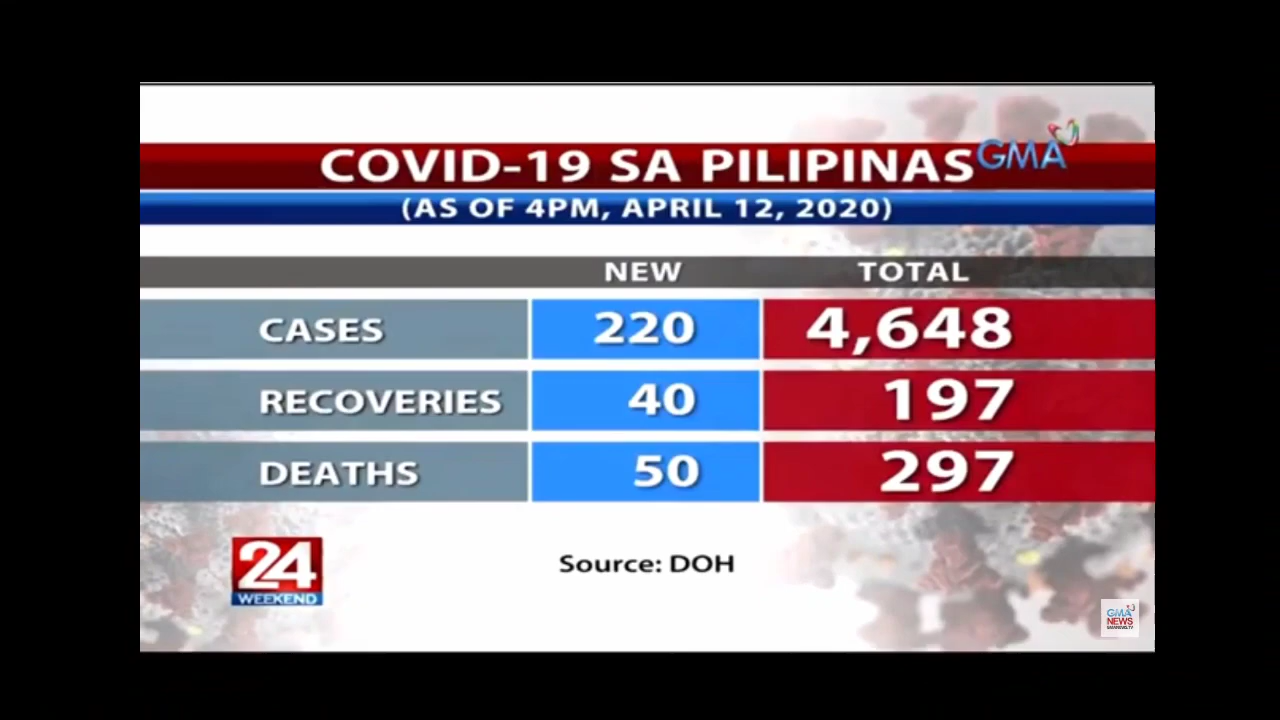 COVID-19 SA PILIPINAS
GMA
(AS OF 4PM, APRIL 12, 2020)
NEW TOTAL
CASES 220 4,648
RECOVERIES 40 197
DEATHS 50 297
24
WEEKEND
Source: DOH
GMA
NEWS